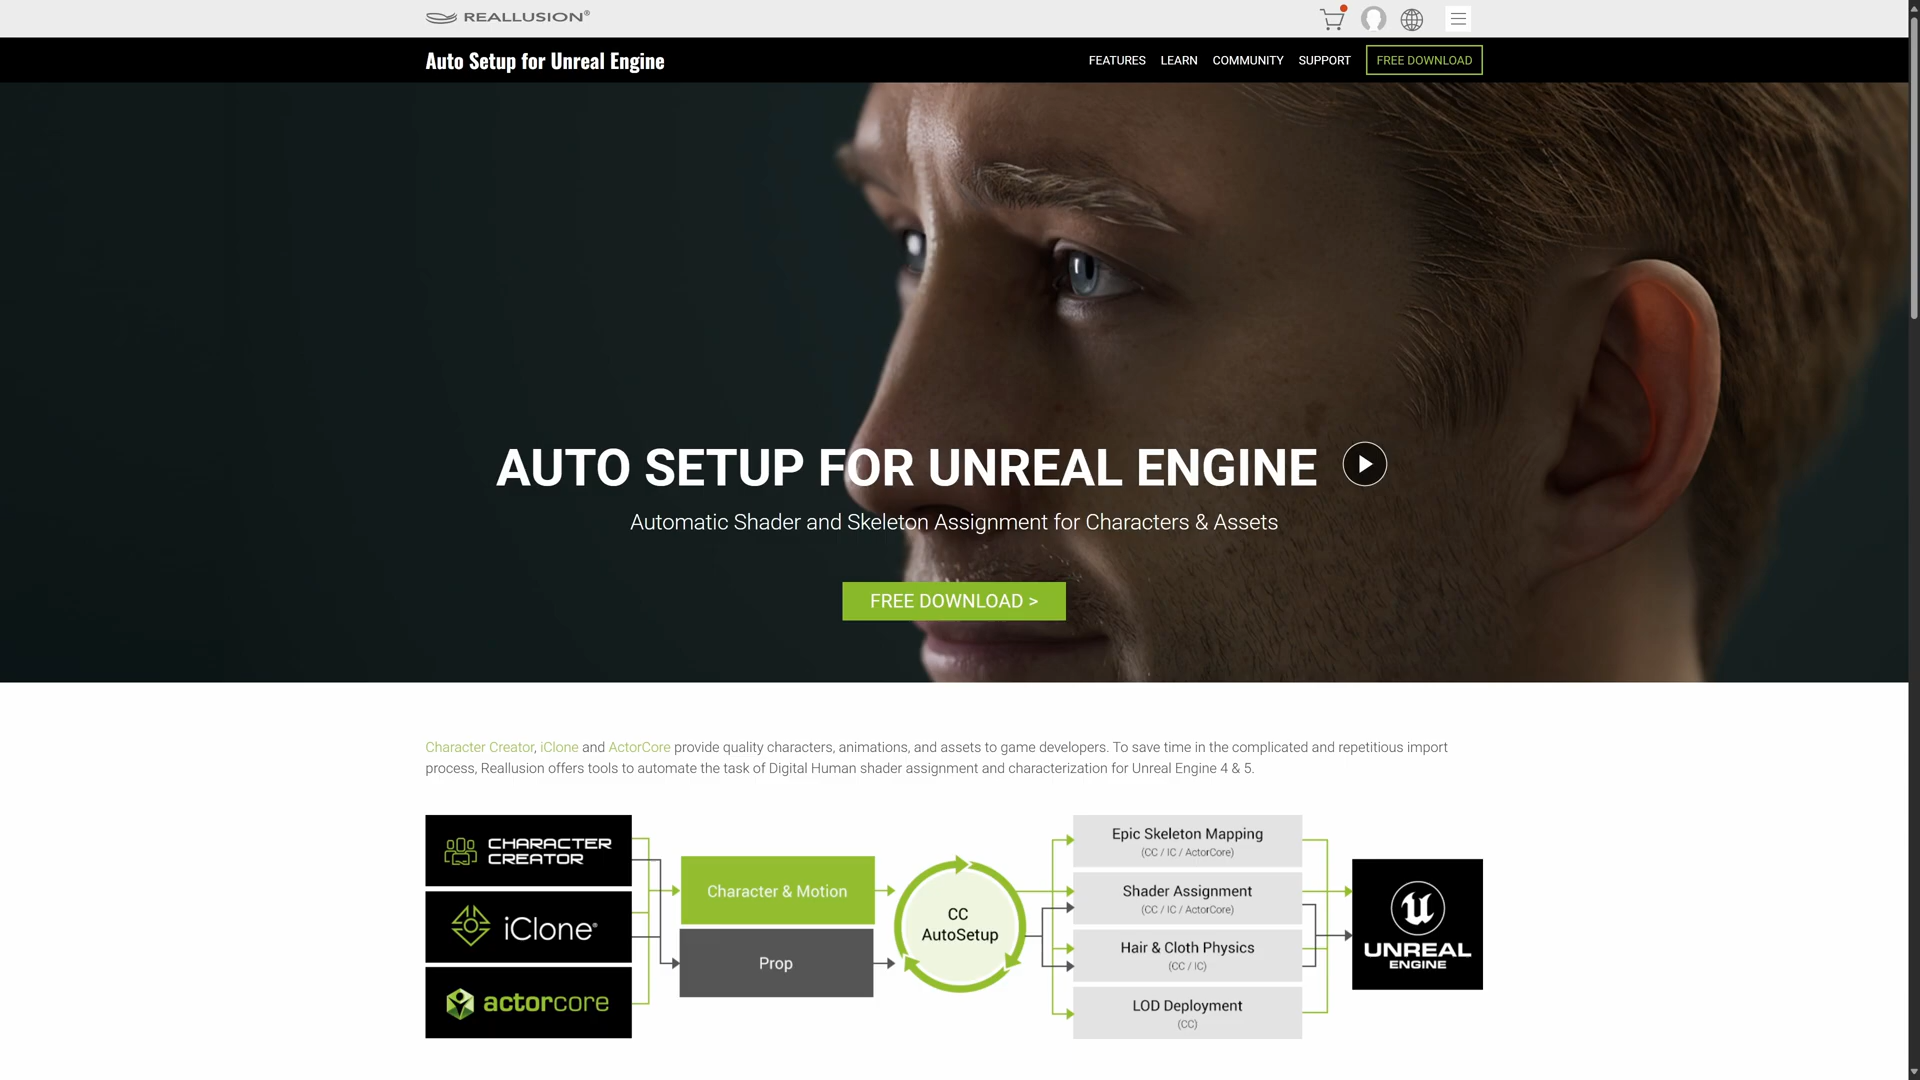 REALLUSION®
Auto Setup for Unreal Engine
FEATURES LEARN COMMUNITY SUPPORT FREE DOWNLOAD
AUTO SETUP FOR UNREAL ENGINE
Automatic Shader and Skeleton Assignment for Characters & Assets
FREE DOWNLOAD >
Character Creator, iClone and ActorCore provide quality characters, animations, and assets to game developers. To save time in the complicated and repetitious import
process, Reallusion offers tools to automate the task of Digital Human shader assignment and characterization for Unreal Engine 4 & 5.
CHARACTER
CREATOR
iClone®
actorcore
Character & Motion
Prop
CC
AutoSetup
Epic Skeleton Mapping
(CC / IC / ActorCore)
Shader Assignment
(CC / IC / ActorCore)
Hair & Cloth Physics
(CC / IC)
LOD Deployment
(CC)
UNREAL
ENGINE